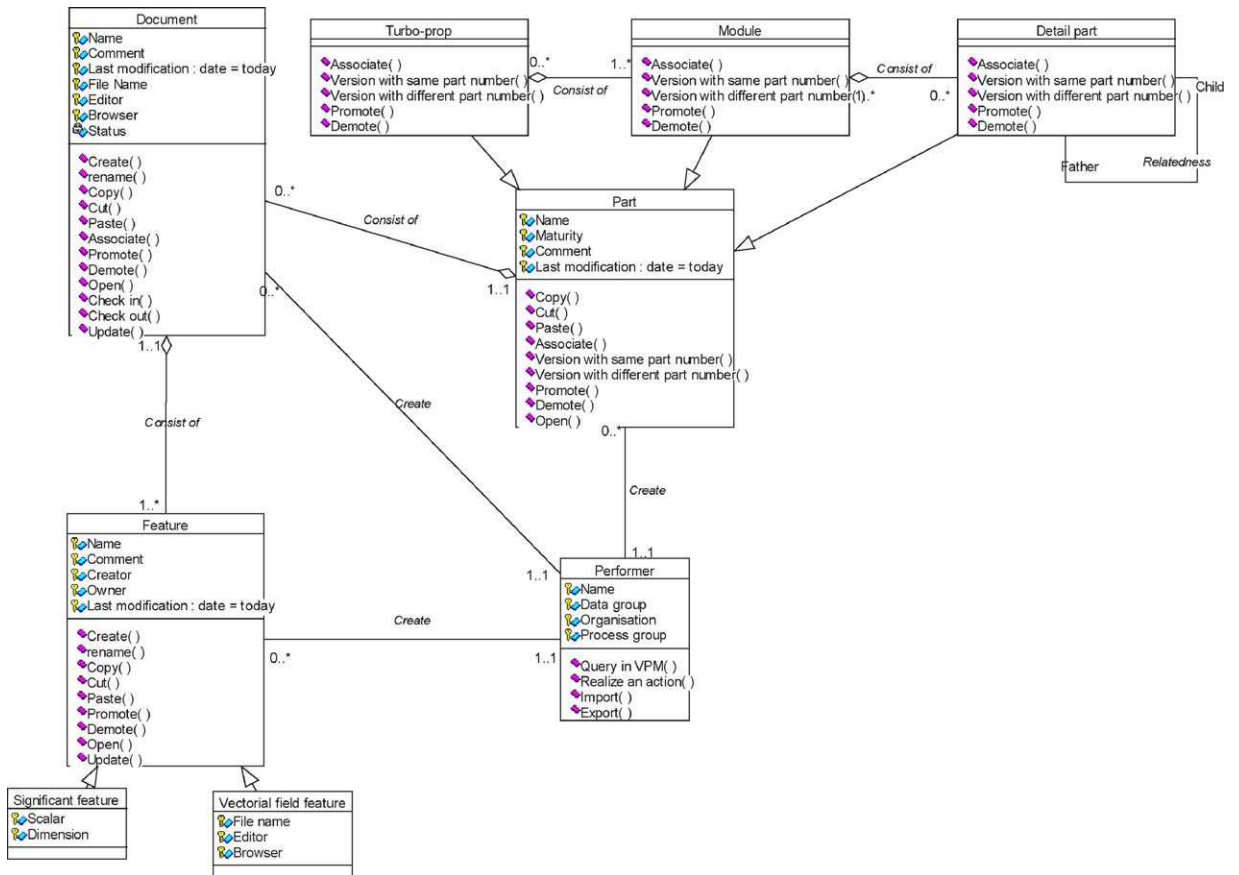 Document
Name
Comment
Last modification : date = today
File Name
Editor
Browser
Status
Create( )
rename( )
Copy( )
Cut( )
Paste( )
Associate( )
Promote( )
Demote( )
Open( )
Check in( )
Check out( )
Update( )
Turbo-prop
Associate( )
Version with same part number( )
Version with different part number( )
Promote( )
Demote( )
0..*
1..*
Consist of
Module
Associate( )
Version with same part number( )
Version with different part number( )
Promote( )
Demote( )
Consist of
1..*
0..*
Detail part
Associate( )
Version with same part number( )
Version with different part number( )
Promote( )
Demote( )
Child
Father
Relatedness
0..*
Consist of
1..1
Part
Name
Maturity
Comment
Last modification : date = today
Copy( )
Cut( )
Paste( )
Associate( )
Version with same part number( )
Version with different part number( )
Promote( )
Demote( )
Open( )
0..*
1..1
Consist of
1..*
Create
0..*
Create
1..1
1..1
Feature
Name
Comment
Creator
Owner
Last modification : date = today
Create( )
rename( )
Copy( )
Cut( )
Paste( )
Promote( )
Demote( )
Open( )
Update( )
Create
0..*
1..1
Performer
Name
Data group
Organisation
Process group
Query in VPM( )
Realize an action( )
Import( )
Export( )
Significant feature
Scalar
Dimension
Vectorial field feature
File name
Editor
Browser